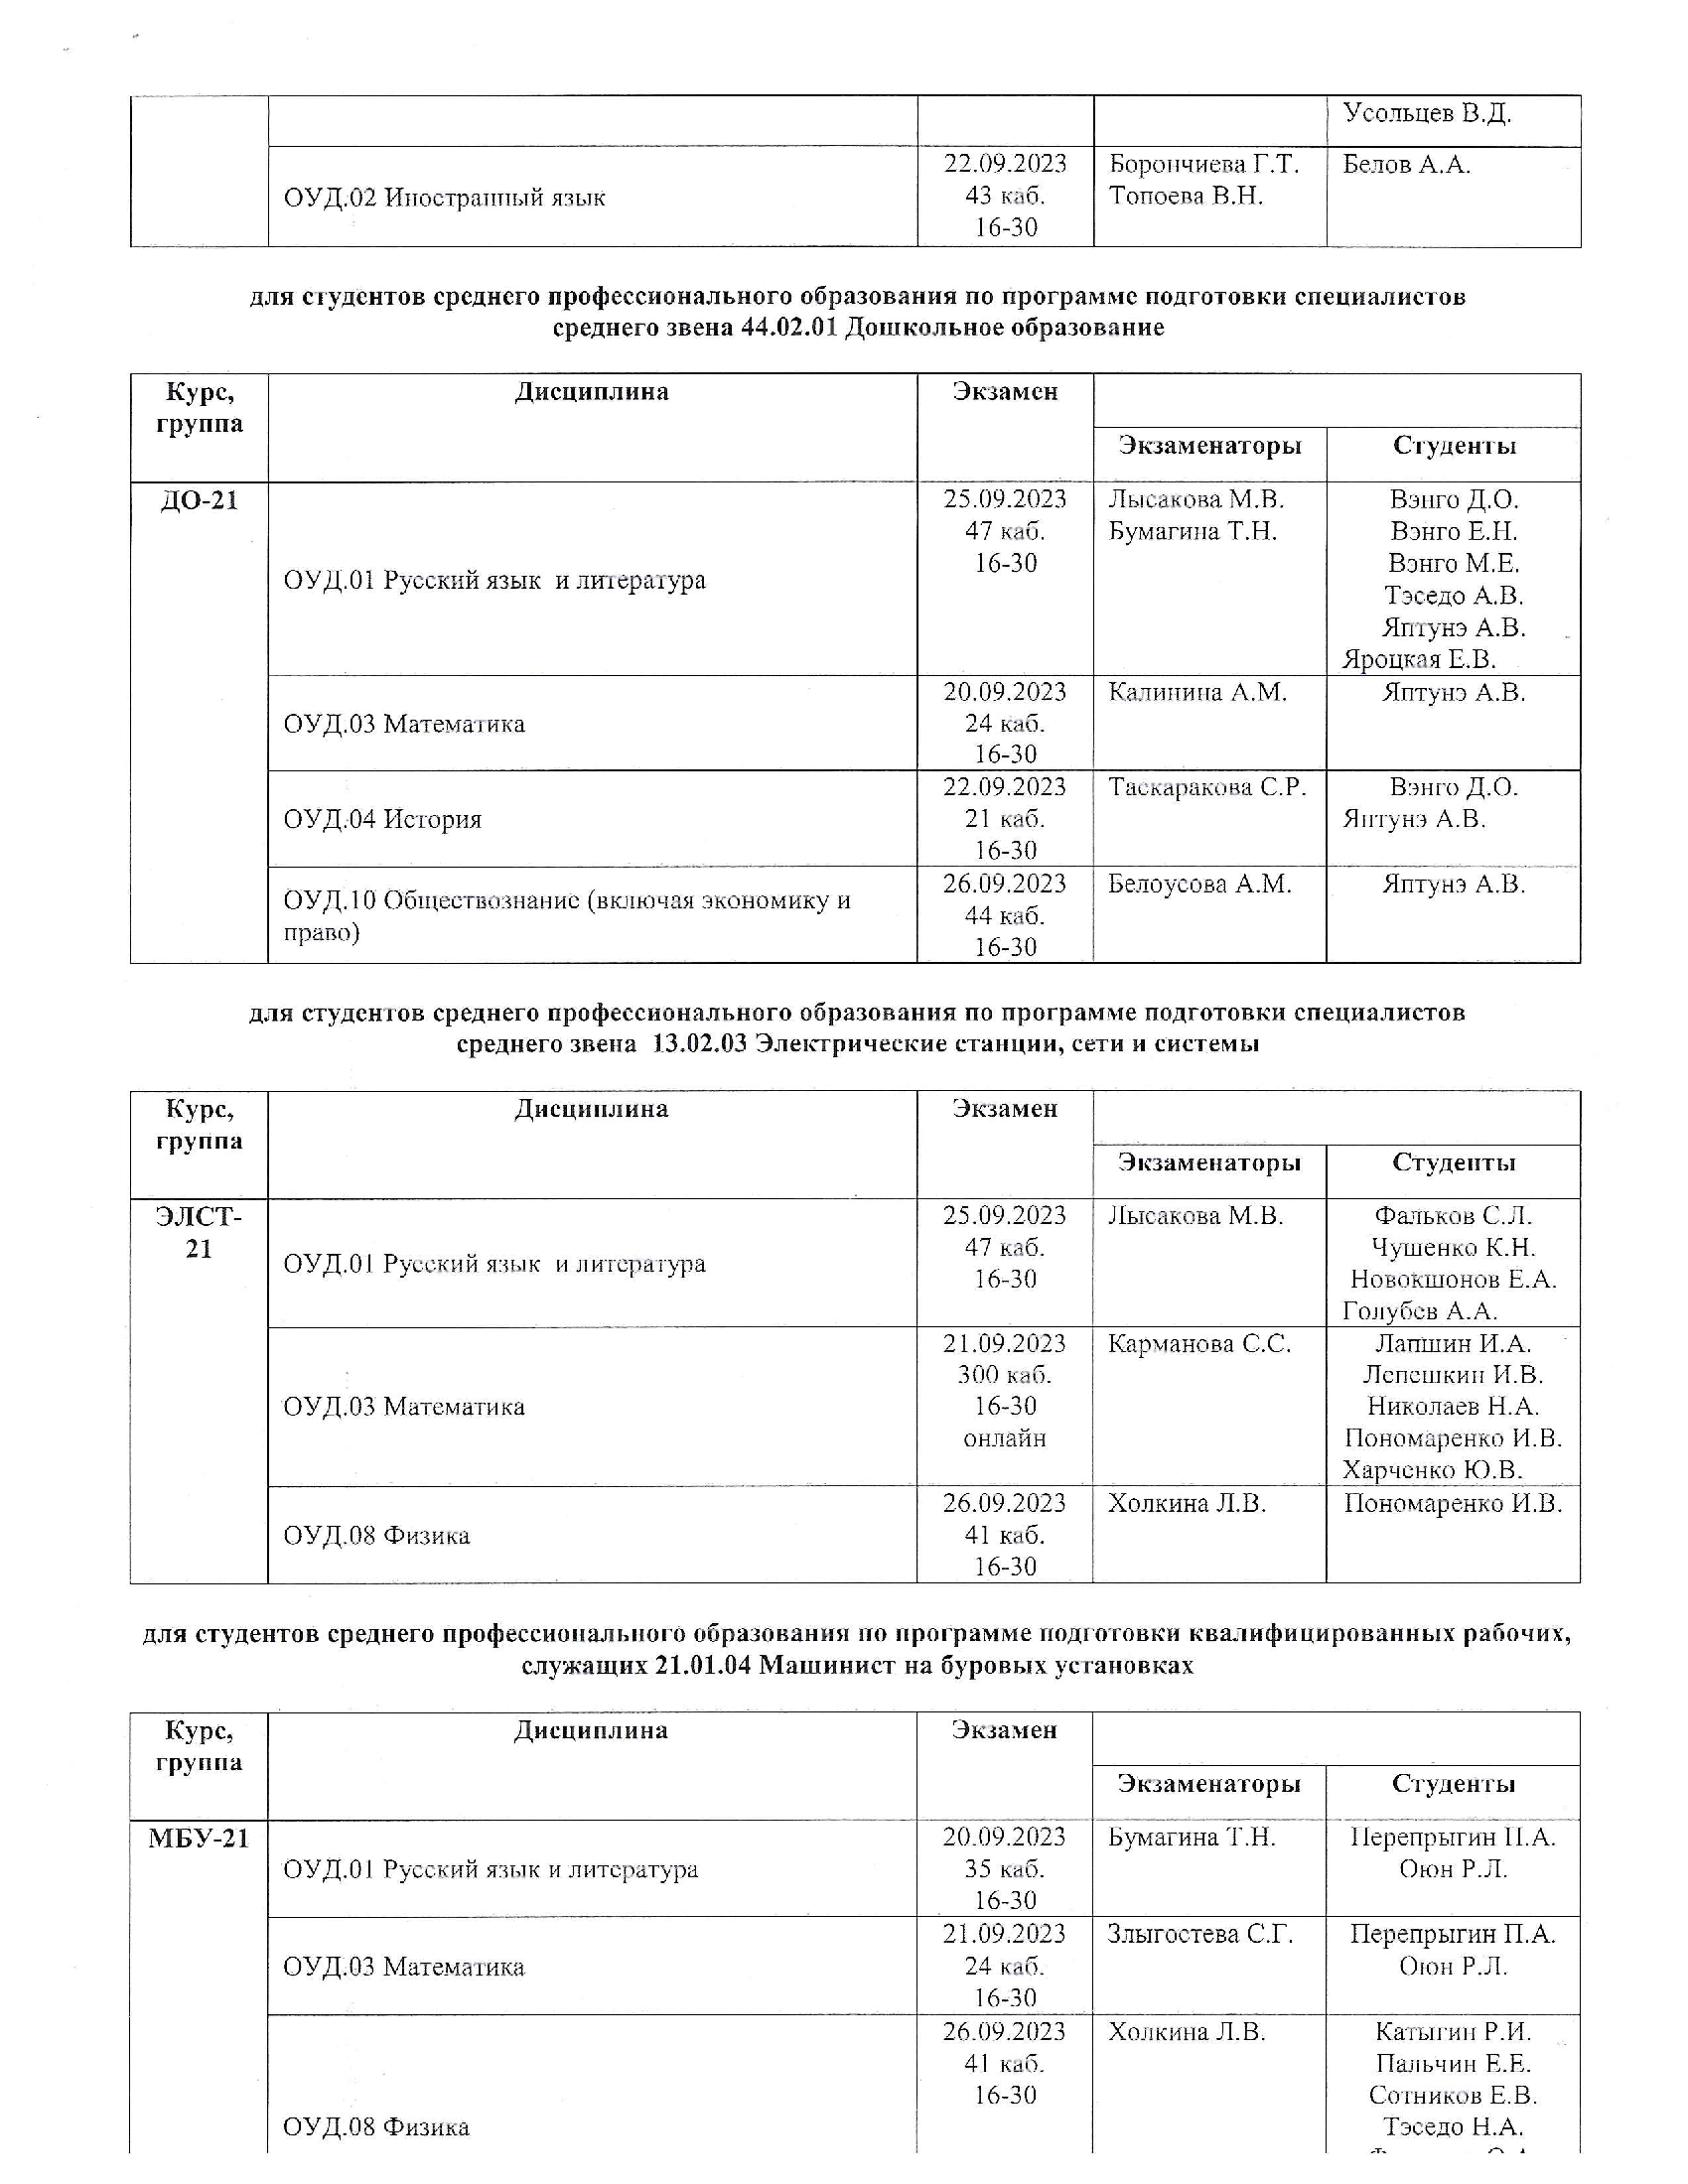 Усольцев В.Д.
ОУД.02 Иностранный язык
22.09.2023
43 каб.
16-30
Борончиева Г.Т.
Топоева В.Н.
Белов А.А.
для студентов среднего профессионального образования по программе подготовки специалистов
среднего звена 44.02.01 Дошкольное образование
Курс,
группа
Дисциплина
Экзамен
Экзаменаторы
Студенты
ДО-21
ОУД.01 Русский язык и литература
25.09.2023
47 каб.
16-30
Лысакова М.В.
Бумагина Т.Н.
Вэнго Д.О.
Вэнго Е.Н.
Вэнго М.Е.
Тэседо А.В.
Яптунэ А.В.
Яроцкая Е.В.
ОУД.03 Математика
20.09.2023
24 каб.
16-30
Калинина А.М.
Яптунэ А.В.
ОУД.04 История
22.09.2023
21 каб.
16-30
Таскаракова С.Р.
Вэнго Д.О.
Яптунэ А.В.
ОУД.10 Обществознание (включая экономику и
право)
26.09.2023
44 каб.
16-30
Белоусова А.М.
Яптунэ А.В.
для студентов среднего профессионального образования по программе подготовки специалистов
среднего звена 13.02.03 Электрические станции, сети и системы
Курс,
группа
Дисциплина
Экзамен
Экзаменаторы
Студенты
ЭЛСТ-
21
ОУД.01 Русский язык и литература
25.09.2023
47 каб.
16-30
Лысакова М.В.
Фальков С.Л.
Чушенко К.Н.
Новокшонов Е.А.
Голубев А.А.
ОУД.03 Математика
21.09.2023
300 каб.
16-30
онлайн
Карманова С.С.
Лапшин И.А.
Лепешкин И.В.
Николаев Н.А.
Пономаренко И.В.
Харченко Ю.В.
ОУД.08 Физика
26.09.2023
41 каб.
16-30
Холкина Л.В.
Пономаренко И.В.
для студентов среднего профессионального образования по программе подготовки квалифицированных рабочих,
служащих 21.01.04 Машинист на буровых установках
Курс,
группа
Дисциплина
Экзамен
Экзаменаторы
Студенты
МБУ-21
ОУД.01 Русский язык и литература
20.09.2023
35 каб.
16-30
Бумагина Т.Н.
Перепрыгин П.А.
Оюн Р.Л.
ОУД.03 Математика
21.09.2023
24 каб.
16-30
Злыгостева С.Г.
Перепрыгин П.А.
Оюн Р.Л.
ОУД.08 Физика
26.09.2023
41 каб.
16-30
Холкина Л.В.
Катыгин Р.И.
Пальчин Е.Е.
Сотников Е.В.
Тэседо Н.А.